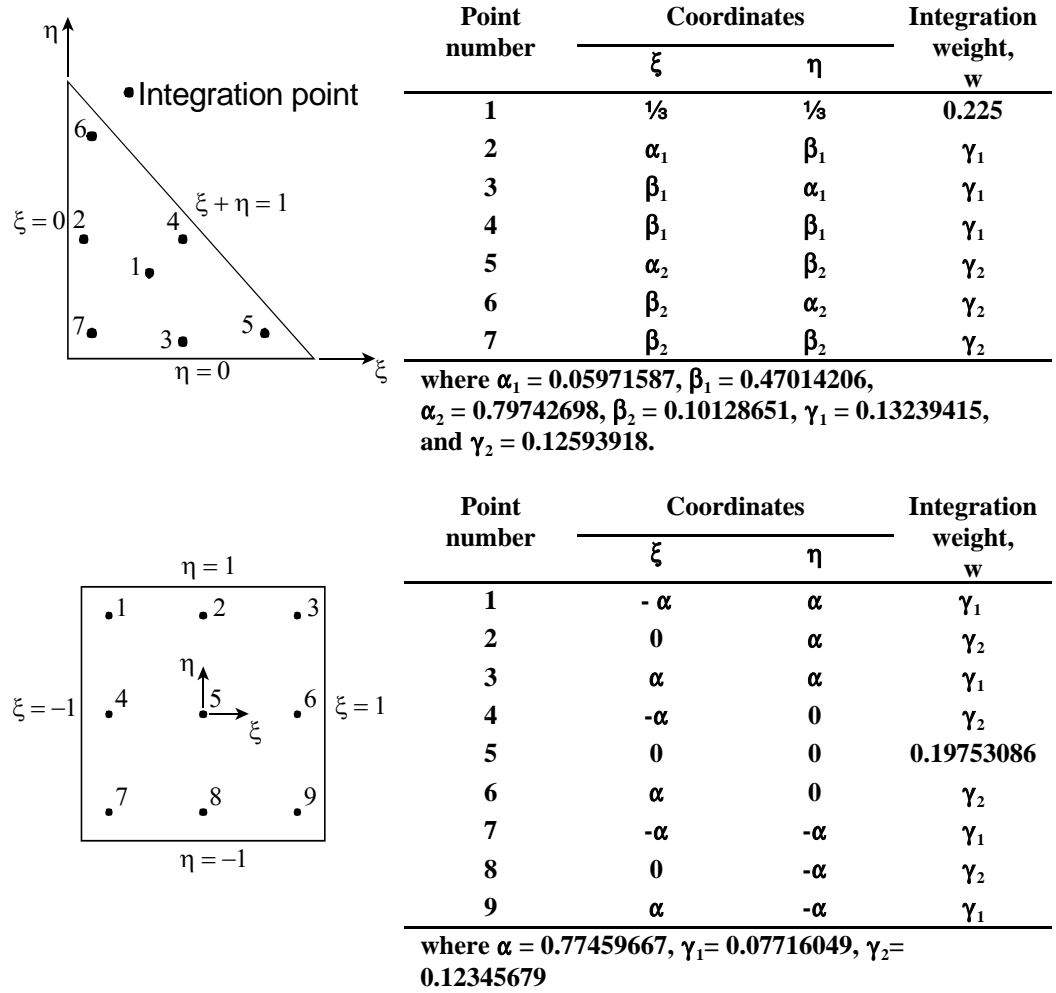 η
Integration point
6
ξ = 0
2
4
ξ + η = 1
1
7
3
5
η = 0
ξ
Point number Coordinates Integration weight, w
ξ η
1 ⅓ ⅓ 0.225
2 α₁ β₁ γ₁
3 β₁ α₁ γ₁
4 β₁ β₁ γ₁
5 α₂ β₂ γ₂
6 β₂ α₂ γ₂
7 β₂ β₂ γ₂
where α₁ = 0.05971587, β₁ = 0.47014206,
α₂ = 0.79742698, β₂ = 0.10128651, γ₁ = 0.13239415,
and γ₂ = 0.12593918.
η = 1
1 2 3
η
ξ = −1
4 5 6
ξ = 1
ξ
7 8 9
η = −1
Point number Coordinates Integration weight, w
ξ η
1 - α α γ₁
2 0 α γ₂
3 α α γ₁
4 -α 0 γ₂
5 0 0 0.19753086
6 α 0 γ₂
7 -α -α γ₁
8 0 -α γ₂
9 α -α γ₁
where α = 0.77459667, γ₁= 0.07716049, γ₂=
0.12345679